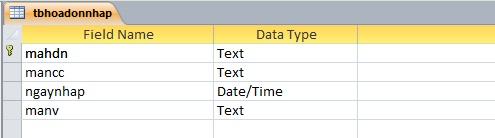 tbhoadonnhap
Field Name Data Type
mahdn Text
mancc Text
ngaynhap Date/Time
manv Text